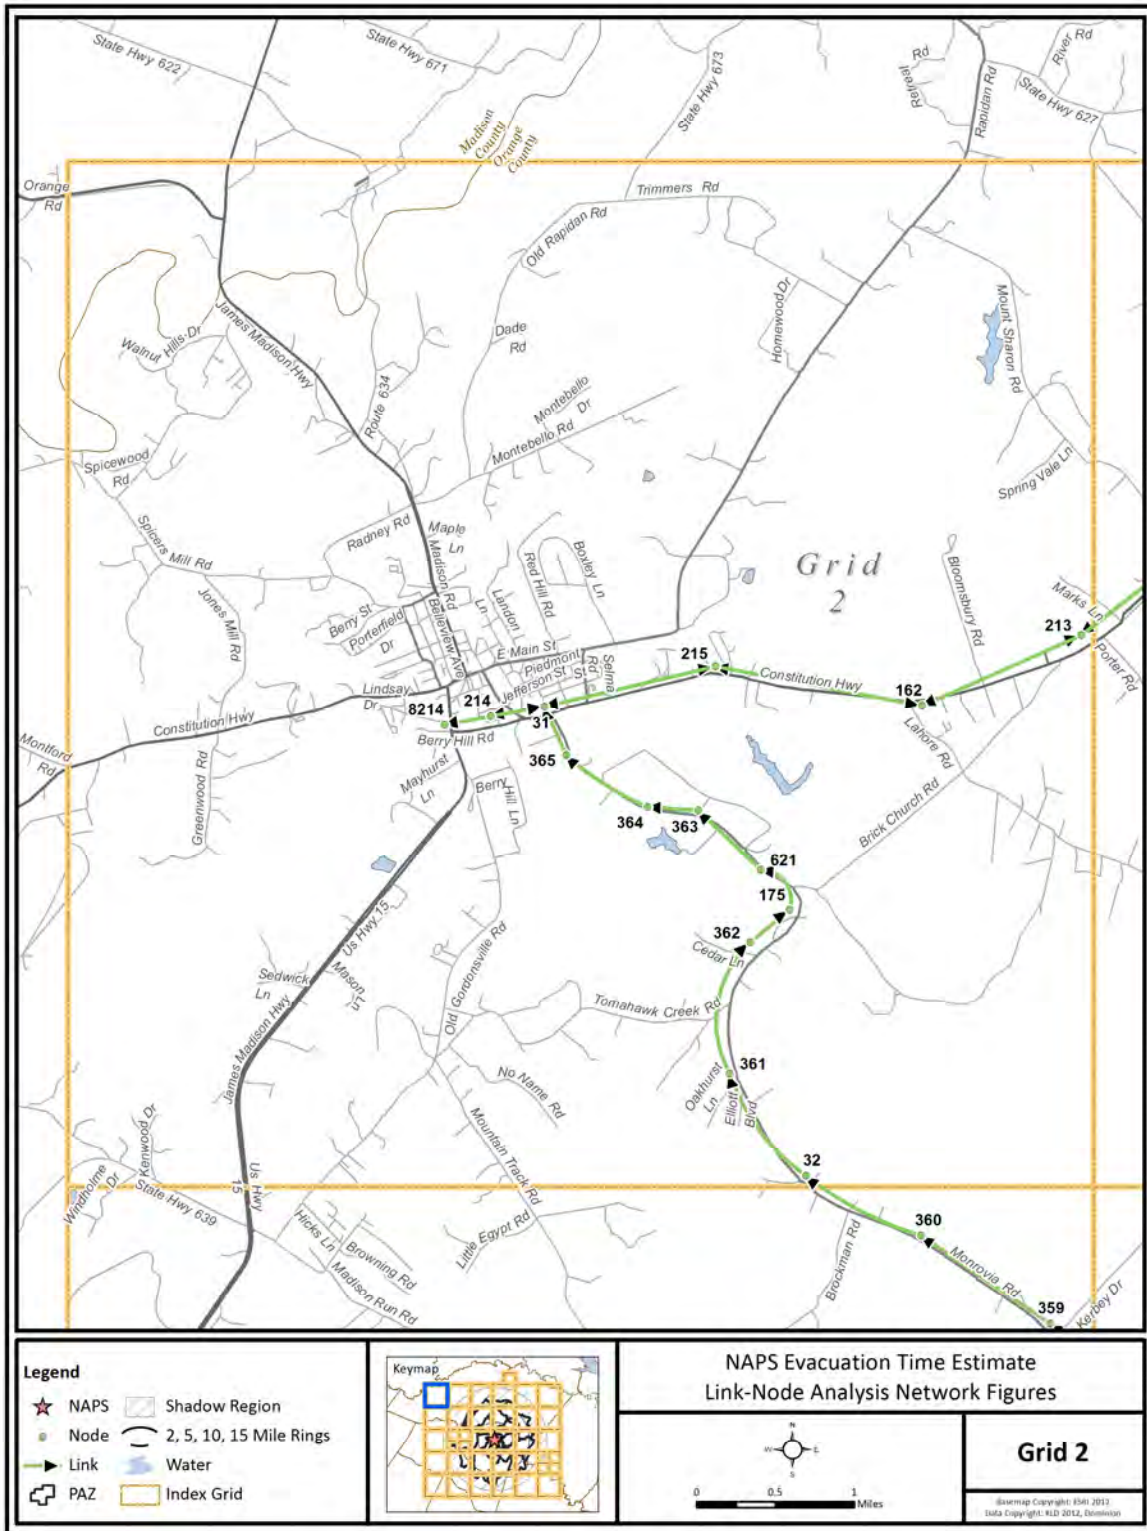 State Hwy 622
State Hwy 671
State Hwy 673
Retreat Rd
River Rd
Rapidan Rd
State Hwy 627
Madison County
Orange County
Orange Rd
Trimmers Rd
Old Rapidan Rd
Homewood Dr
Mount Sharon Rd
James Madison Hwy
Walnut Hills Dr
Dade Rd
Route 634
Montebello Dr
Montebello Rd
Spicewood Rd
Spring Vale Ln
Spicers Mill Rd
Radney Rd
Maple Ln
Madison Rd
Red Hill Rd
Boxley Ln
Grid 2
Bloomsbury Rd
Marks Ln
Jones Mill Rd
Berry St
Porterfield Dr
Belleview Ave
Landon Ln
E Main St
Piedmont St
Jefferson St
Selma Rd
213
Porter Rd
215
Constitution Hwy
162
Lindsay Dr
8214
214
31
Constitution Hwy
Berry Hill Rd
Lahore Rd
Montford Rd
Greenwood Rd
Mayhurst Ln
Berry Hill Ln
365
364
363
Brick Church Rd
621
175
362
Cedar Ln
Us Hwy 15
Old Gordonsville Rd
Sedwick Ln
Mason Ln
Tomahawk Creek Rd
James Madison Hwy
361
Oakhurst Ln
Elliott Blvd
No Name Rd
Mountain Track Rd
32
Kenwood Dr
Windholme Dr
State Hwy 639
Us Hwy 15
Hicks Ln
Browning Rd
Madison Run Rd
Little Egypt Rd
Brockman Rd
360
Monrovia Rd
359
Kerbey Dr
Legend
NAPS
Shadow Region
Node
2, 5, 10, 15 Mile Rings
Link
Water
PAZ
Index Grid
Keymap
NAPS Evacuation Time Estimate
Link-Node Analysis Network Figures
N
W
E
S
0 0.5 1
Miles
Grid 2
Basemap Copyright: ESRI 2012
Data Copyright: KLD 2012, Dominion